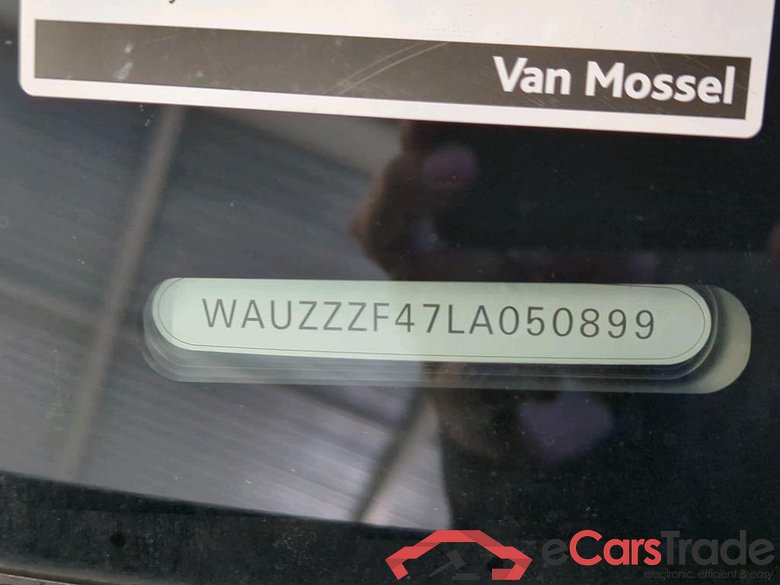 Van Mossel
WAUZZZF47LA050899
eCarsTrade
electronic, efficient & easy